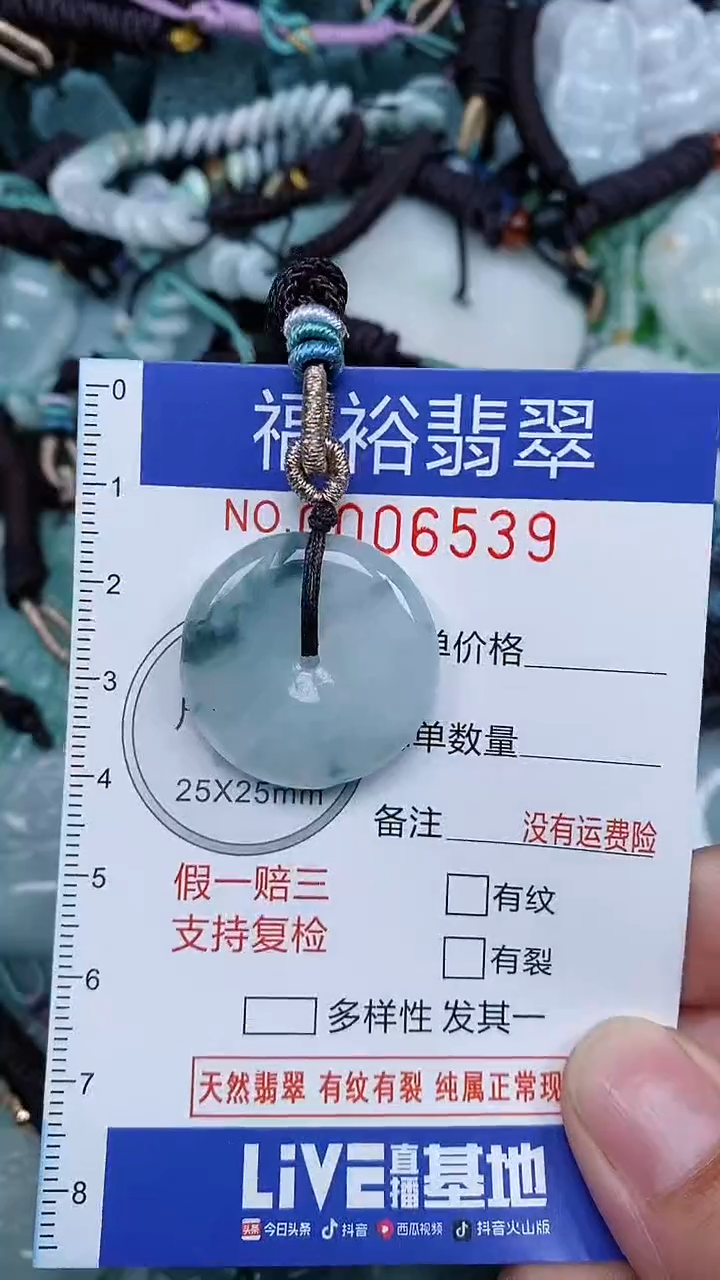 0
福裕翡翠
1
NO.0006539
2
单价格
3
单数量
4
25X25mm
备注 没有运费险
5
假一赔三
有纹
支持复检
有裂
6
多样性 发其一
7
天然翡翠 有纹有裂 纯属正常现
8
LiVE直播基地
头条 今日头条 抖音 西瓜视频 抖音火山版